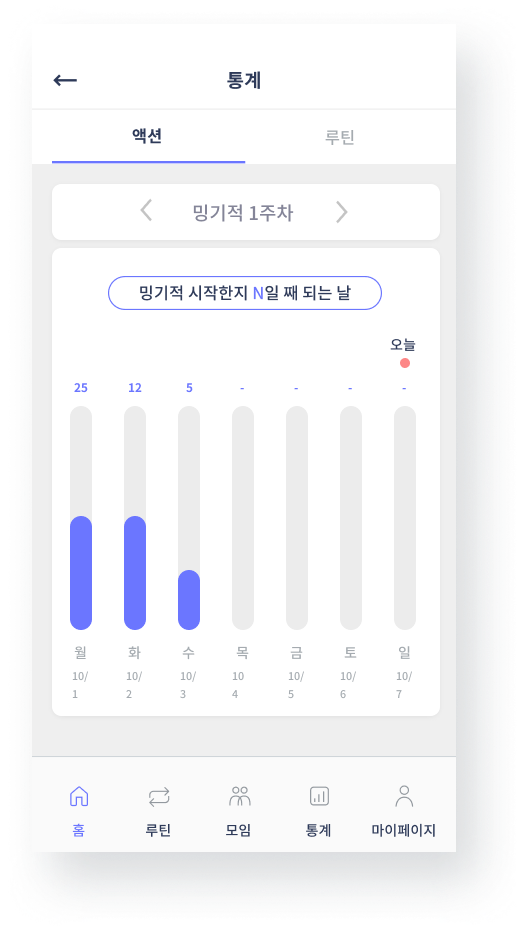 통계
액션 루틴
밍기적 1주차
밍기적 시작한지 N일 째 되는 날
오늘
25 12 5 - - - -
월 화 수 목 금 토 일
10/ 10/ 10/ 10 10/ 10/ 10/
1 2 3 4 5 6 7
홈 루틴 모임 통계 마이페이지